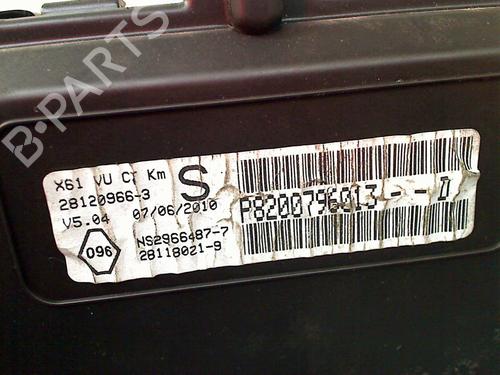 B-PARTS
X61 VU CT Km
28120966-3
S
V5.04 07/06/2010
P8200796013--D
096
NS2966487-7
28118021-9